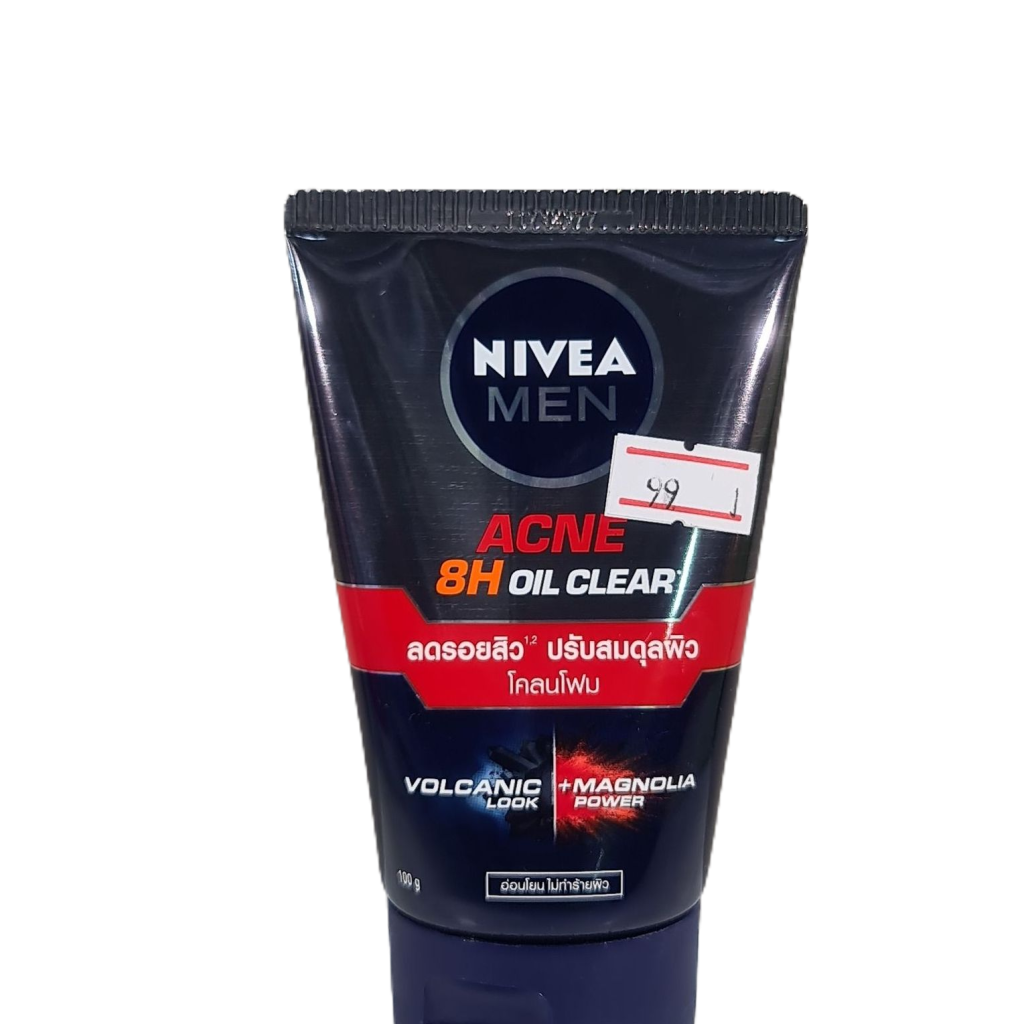 NIVEA
MEN
99
ACNE
8H OIL CLEAR*
ลดรอยสิว1,2 ปรับสมดุลผิว
โคลนโฟม
VOLCANIC +MAGNOLIA
LOOK POWER
100 g
อ่อนโยน ไม่ทำร้ายผิว